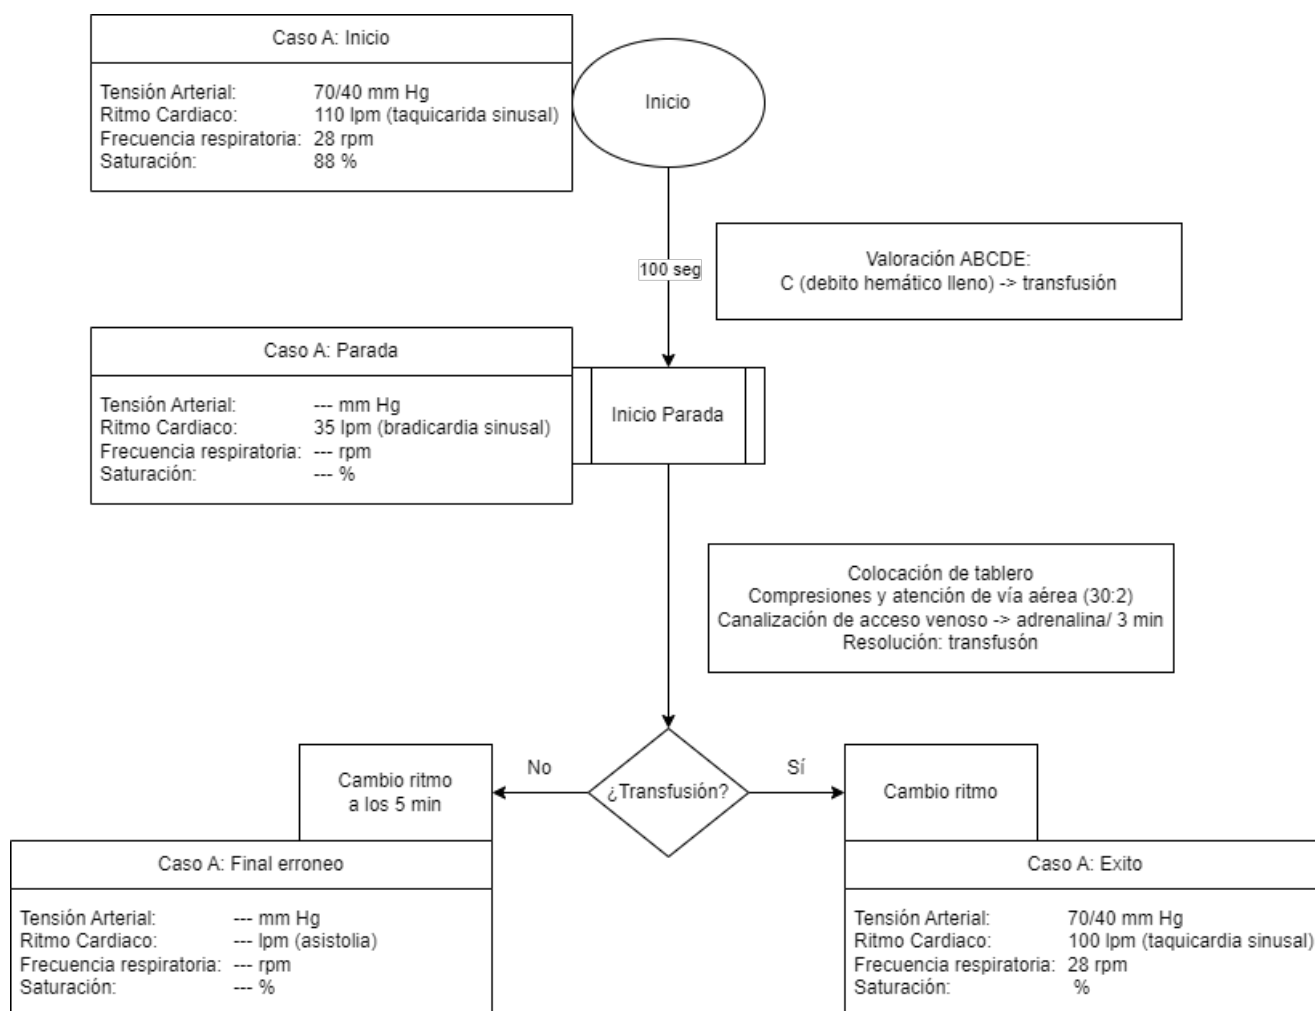 Caso A: Inicio
Tensión Arterial: 70/40 mm Hg
Ritmo Cardiaco: 110 lpm (taquicarida sinusal)
Frecuencia respiratoria: 28 rpm
Saturación: 88 %
Inicio
100 seg
Valoración ABCDE:
C (debito hemático lleno) -> transfusión
Caso A: Parada
Tensión Arterial: --- mm Hg
Ritmo Cardiaco: 35 lpm (bradicardia sinusal)
Frecuencia respiratoria: --- rpm
Saturación: --- %
Inicio Parada
Colocación de tablero
Compresiones y atención de vía aérea (30:2)
Canalización de acceso venoso -> adrenalina/ 3 min
Resolución: transfusón
¿Transfusión?
No
Sí
Cambio ritmo
a los 5 min
Caso A: Final erroneo
Tensión Arterial: --- mm Hg
Ritmo Cardiaco: --- lpm (asistolia)
Frecuencia respiratoria: --- rpm
Saturación: --- %
Cambio ritmo
Caso A: Exito
Tensión Arterial: 70/40 mm Hg
Ritmo Cardiaco: 100 lpm (taquicardia sinusal)
Frecuencia respiratoria: 28 rpm
Saturación: %